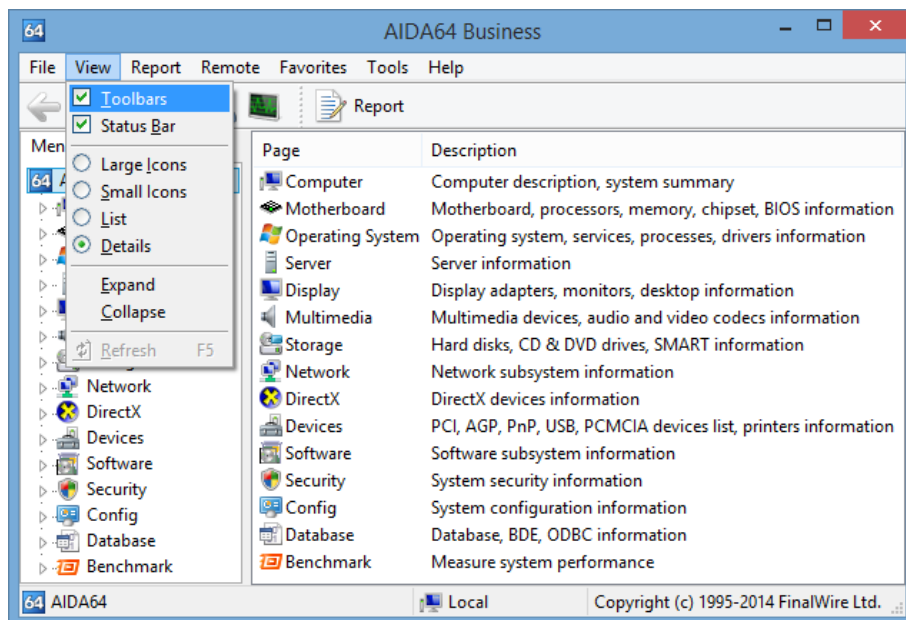 64 AIDA64 Business
File View Report Remote Favorites Tools Help
Toolbars
Status Bar
Large Icons
Small Icons
List
Details
Expand
Collapse
Refresh F5
Report
Men
64 A
Network
DirectX
Devices
Software
Security
Config
Database
Benchmark
Page Description
Computer Computer description, system summary
Motherboard Motherboard, processors, memory, chipset, BIOS information
Operating System Operating system, services, processes, drivers information
Server Server information
Display Display adapters, monitors, desktop information
Multimedia Multimedia devices, audio and video codecs information
Storage Hard disks, CD & DVD drives, SMART information
Network Network subsystem information
DirectX DirectX devices information
Devices PCI, AGP, PnP, USB, PCMCIA devices list, printers information
Software Software subsystem information
Security System security information
Config System configuration information
Database Database, BDE, ODBC information
Benchmark Measure system performance
64 AIDA64 Local Copyright (c) 1995-2014 FinalWire Ltd.